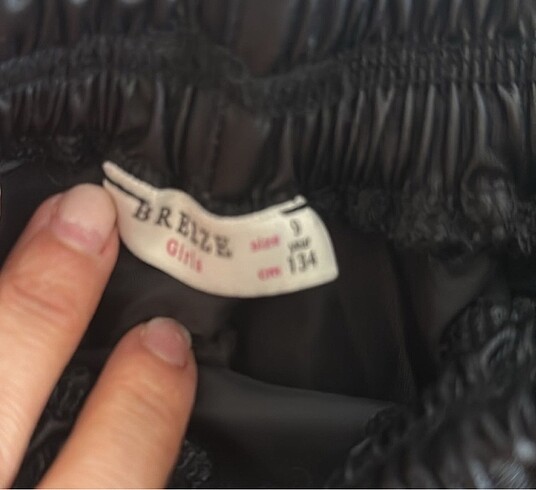 BREEZE
Girls
size 9 year
cm 134